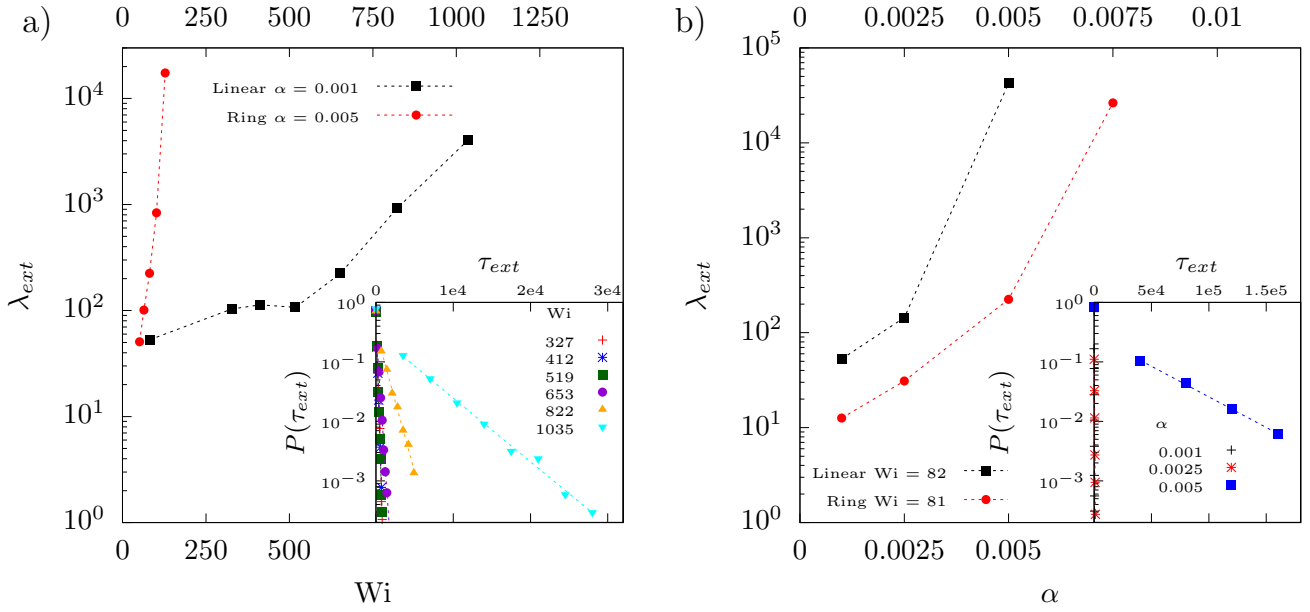 a)
0 250 500 750 1000 1250
λ_ext
10^4
10^3
10^2
10^1
10^0
Linear α = 0.001
Ring α = 0.005
0 250 500
Wi
τ_ext
0 1e4 2e4 3e4
P(τ_ext)
10^0
10^-1
10^-2
10^-3
Wi
327
412
519
653
822
1035
b)
0 0.0025 0.005 0.0075 0.01
λ_ext
10^5
10^4
10^3
10^2
10^1
10^0
Linear Wi = 82
Ring Wi = 81
0 0.0025 0.005
α
τ_ext
0 5e4 1e5 1.5e5
P(τ_ext)
10^0
10^-1
10^-2
10^-3
α
0.001
0.0025
0.005